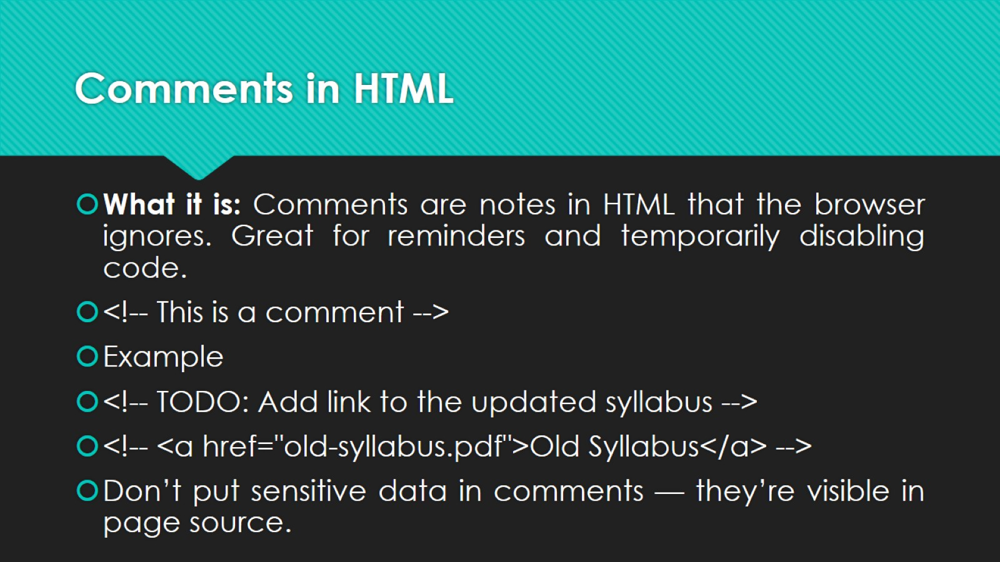 Comments in HTML
What it is: Comments are notes in HTML that the browser
ignores. Great for reminders and temporarily disabling
code.
<!-- This is a comment -->
Example
<!-- TODO: Add link to the updated syllabus -->
<!-- <a href="old-syllabus.pdf">Old Syllabus</a> -->
Don’t put sensitive data in comments — they’re visible in
page source.